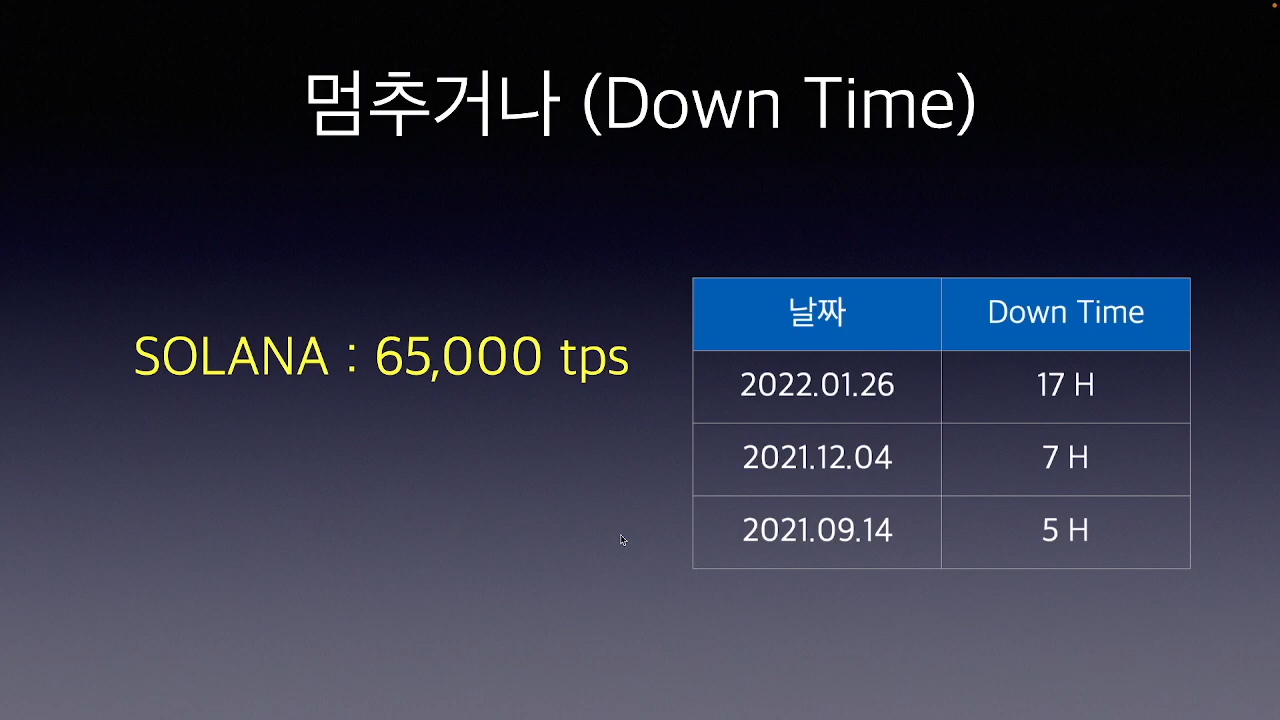 멈추거나 (Down Time)
SOLANA : 65,000 tps
날짜 Down Time
2022.01.26 17 H
2021.12.04 7 H
2021.09.14 5 H